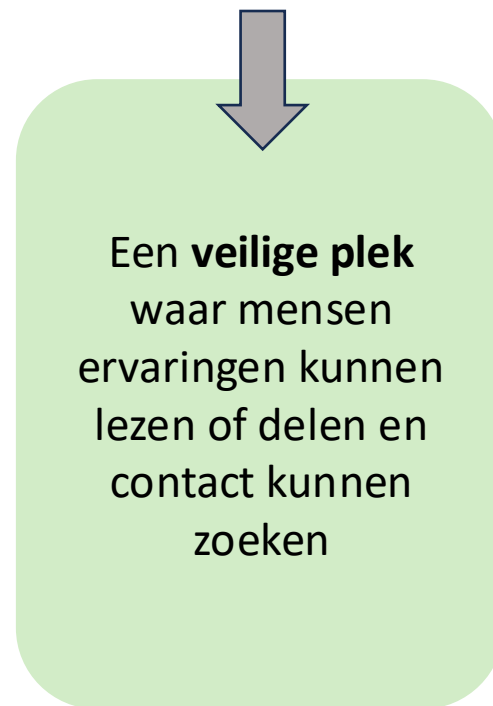 Een veilige plek
waar mensen
ervaringen kunnen
lezen of delen en
contact kunnen
zoeken